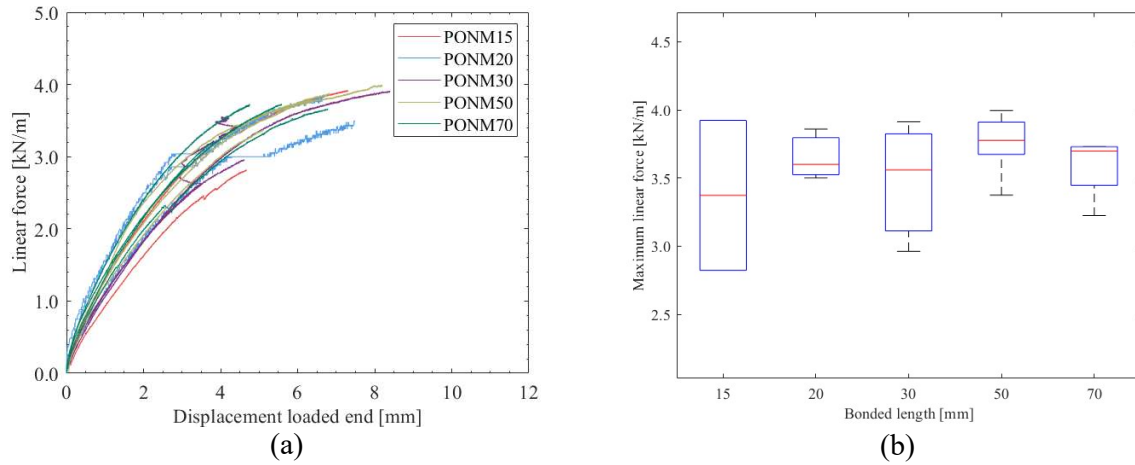 5.0
4.0
3.0
2.0
1.0
0.0
Linear force [kN/m]
0 2 4 6 8 10 12
Displacement loaded end [mm]
PONM15
PONM20
PONM30
PONM50
PONM70
(a)
4.5
4.0
3.5
3.0
2.5
Maximum linear force [kN/m]
15 20 30 50 70
Bonded length [mm]
(b)